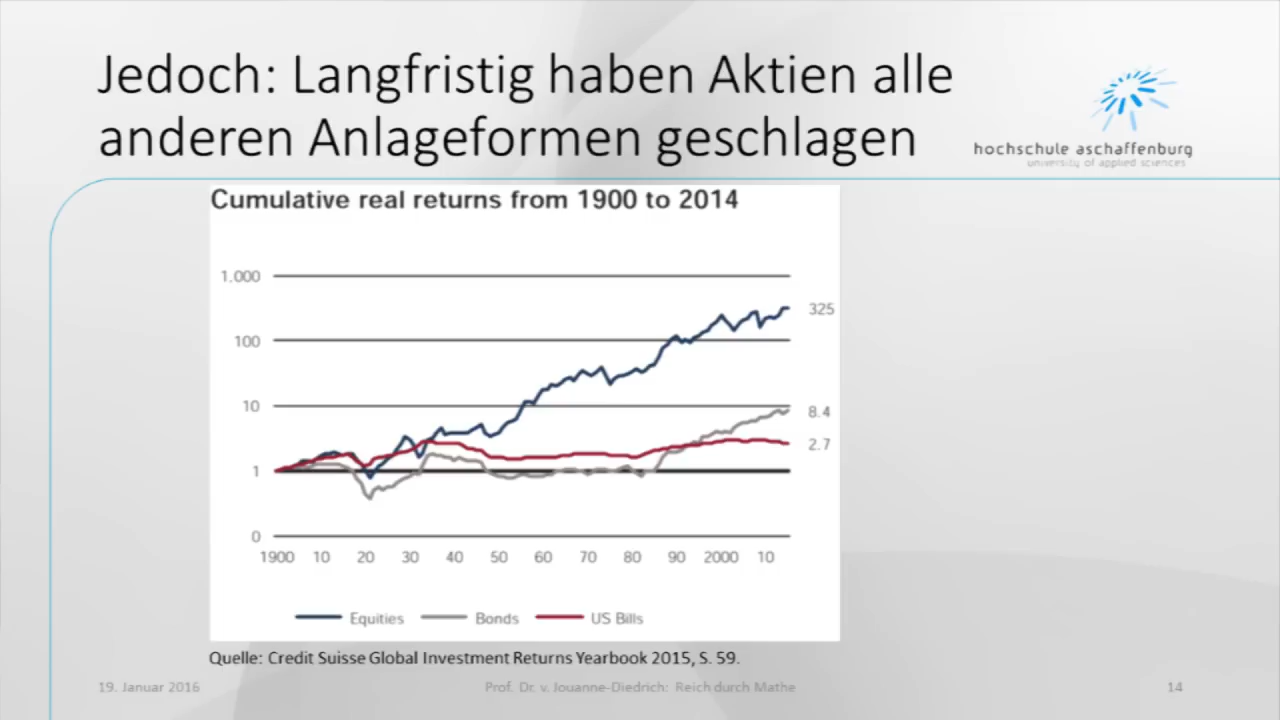 Jedoch: Langfristig haben Aktien alle
anderen Anlageformen geschlagen
hochschule aschaffenburg
university of applied sciences
Cumulative real returns from 1900 to 2014
1.000
325
100
10
8.4
2.7
1
0
1900 10 20 30 40 50 60 70 80 90 2000 10
Equities Bonds US Bills
Quelle: Credit Suisse Global Investment Returns Yearbook 2015, S. 59.
19. Januar 2016 Prof. Dr. v. Jouanne-Diedrich: Reich durch Mathe 14